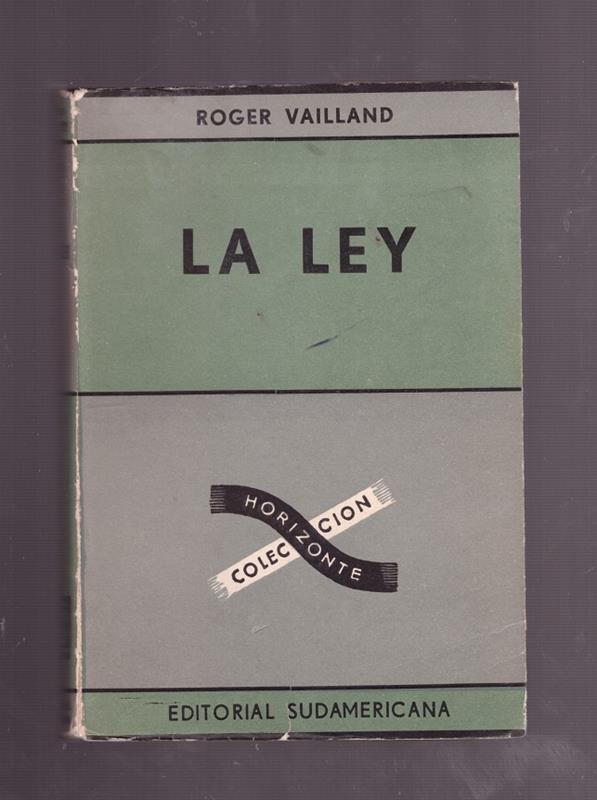 ROGER VAILLAND
LA LEY
HORIZONTE
COLECCION
EDITORIAL SUDAMERICANA